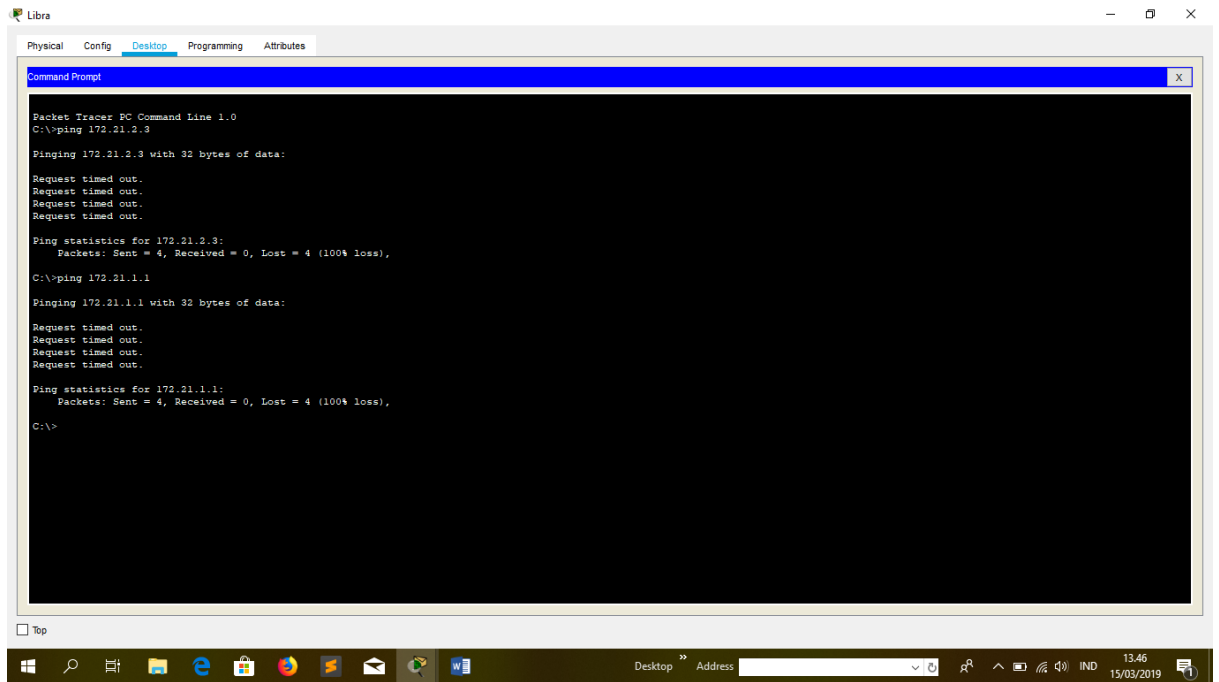 Libra
Physical Config Desktop Programming Attributes
Command Prompt
X
Packet Tracer PC Command Line 1.0
C:\>ping 172.21.2.3
Pinging 172.21.2.3 with 32 bytes of data:
Request timed out.
Request timed out.
Request timed out.
Request timed out.
Ping statistics for 172.21.2.3:
Packets: Sent = 4, Received = 0, Lost = 4 (100% loss),
C:\>ping 172.21.1.1
Pinging 172.21.1.1 with 32 bytes of data:
Request timed out.
Request timed out.
Request timed out.
Request timed out.
Ping statistics for 172.21.1.1:
Packets: Sent = 4, Received = 0, Lost = 4 (100% loss),
C:\>
Top
Desktop » Address IND 13.46
15/03/2019 1